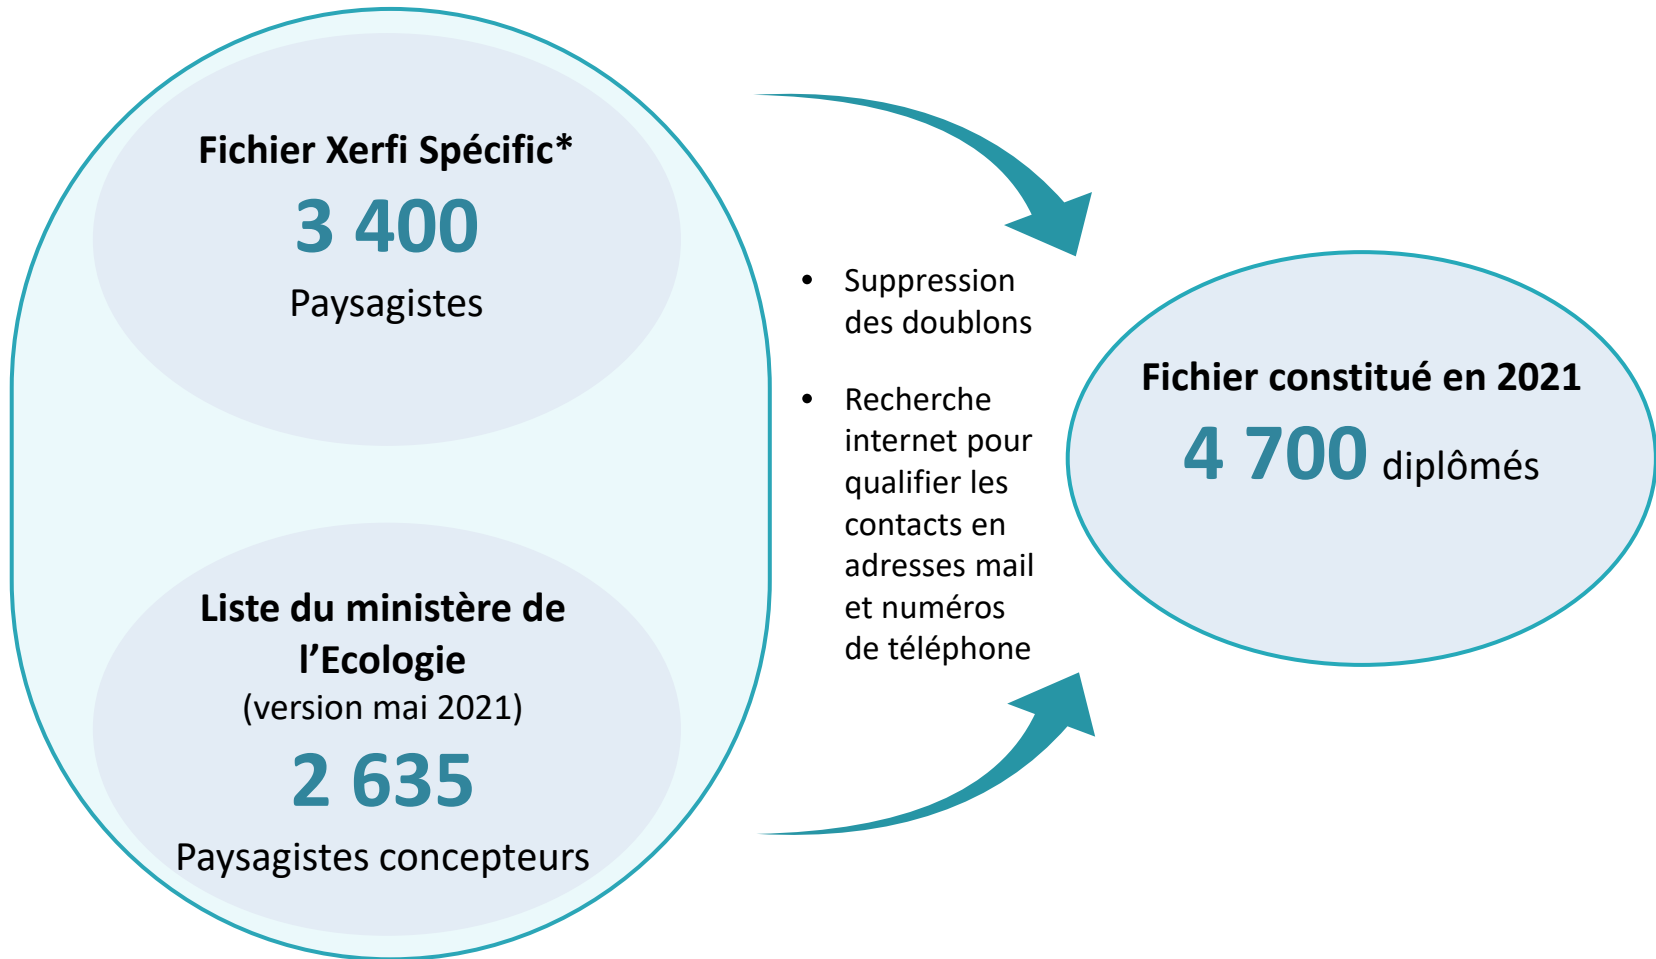 Fichier Xerfi Spécific*
3 400
Paysagistes
Liste du ministère de
l’Ecologie
(version mai 2021)
2 635
Paysagistes concepteurs
• Suppression
des doublons
• Recherche
internet pour
qualifier les
contacts en
adresses mail
et numéros
de téléphone
Fichier constitué en 2021
4 700 diplômés